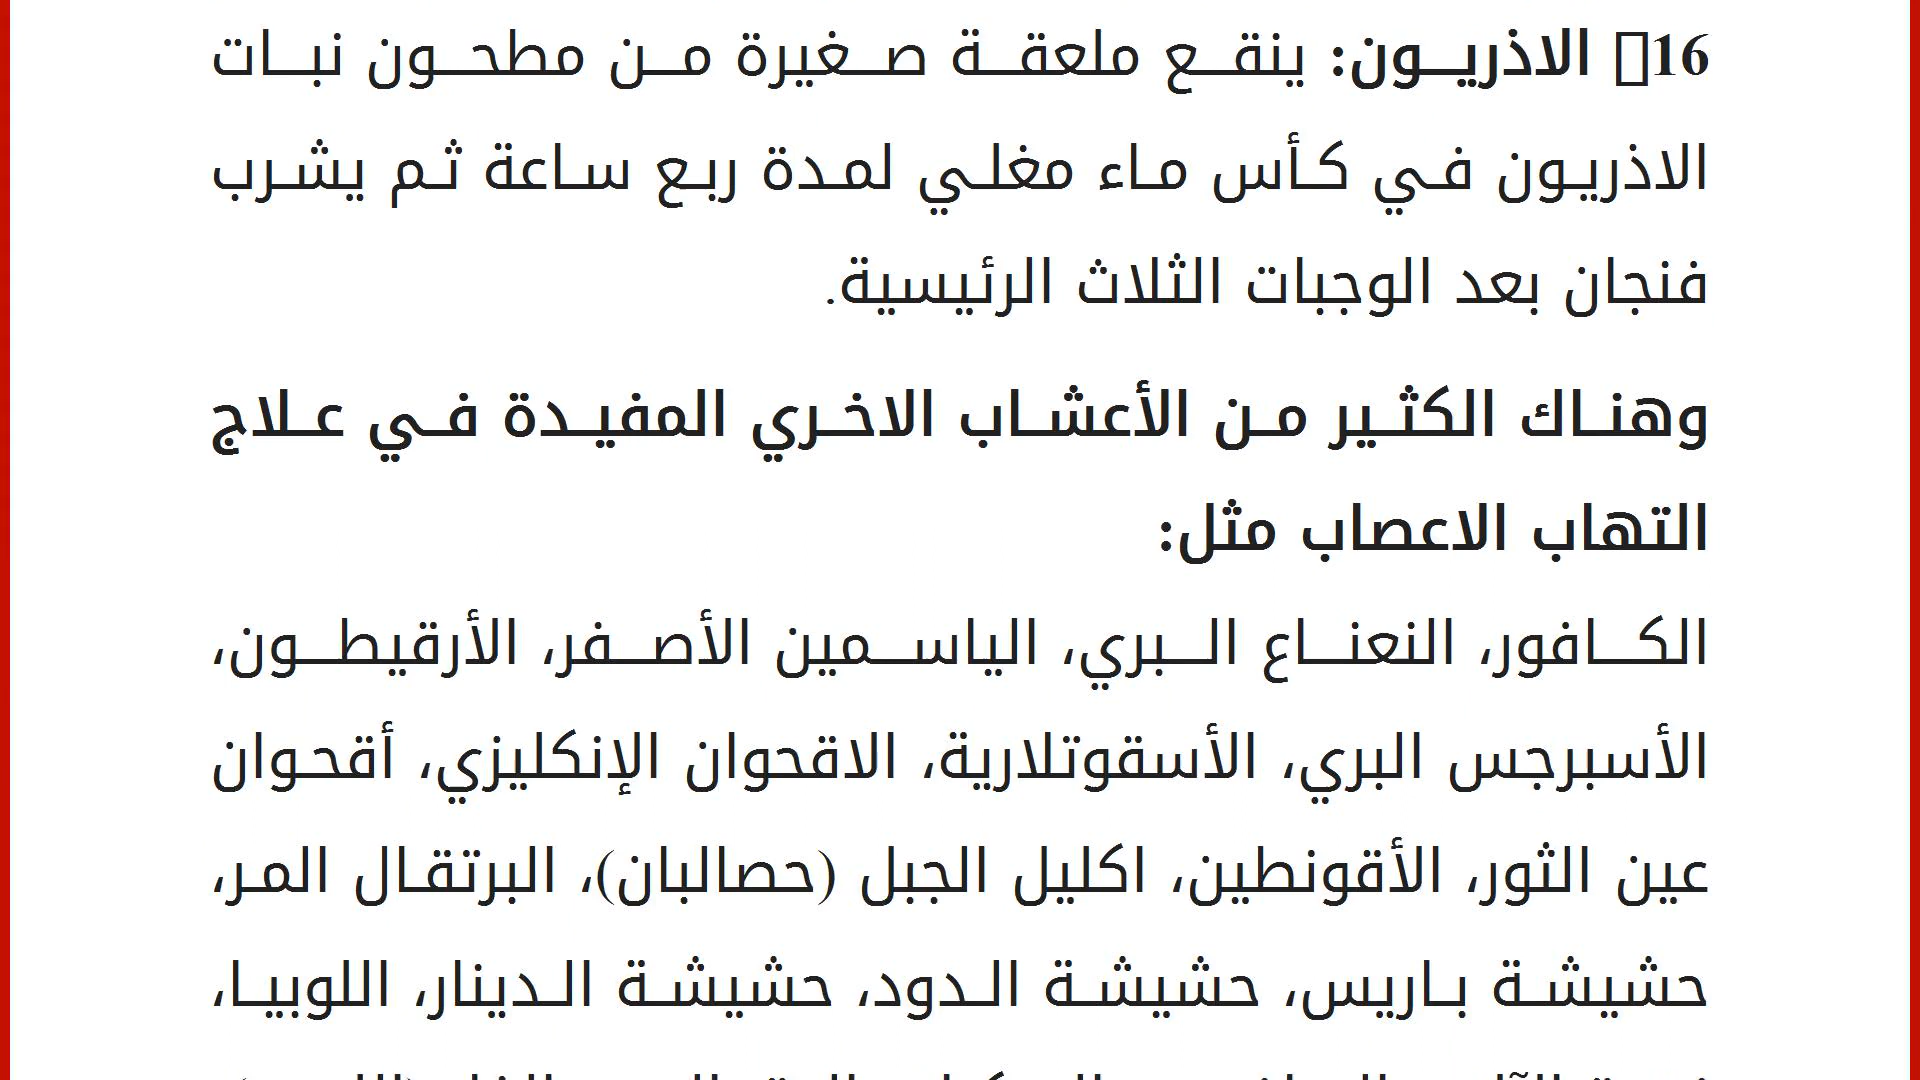 16 الاذريون: ينقع ملعقة صغيرة من مطحون نبات
الاذريون في كأس ماء مغلي لمدة ربع ساعة ثم يشرب
فنجان بعد الوجبات الثلاث الرئيسية.
وهناك الكثير من الأعشاب الاخري المفيدة في علاج
التهاب الاعصاب مثل:
الكافور، النعناع البري، الياسمين الأصفر، الأرقيطون،
الأسبرجس البري، الأسقوتلارية، الاقحوان الإنكليزي، أقحوان
عين الثور، الأقونطين، اكليل الجبل (حصالبان)، البرتقال المر،
حشيشة باريس، حشيشة الدود، حشيشة الدينار، اللوبيا،